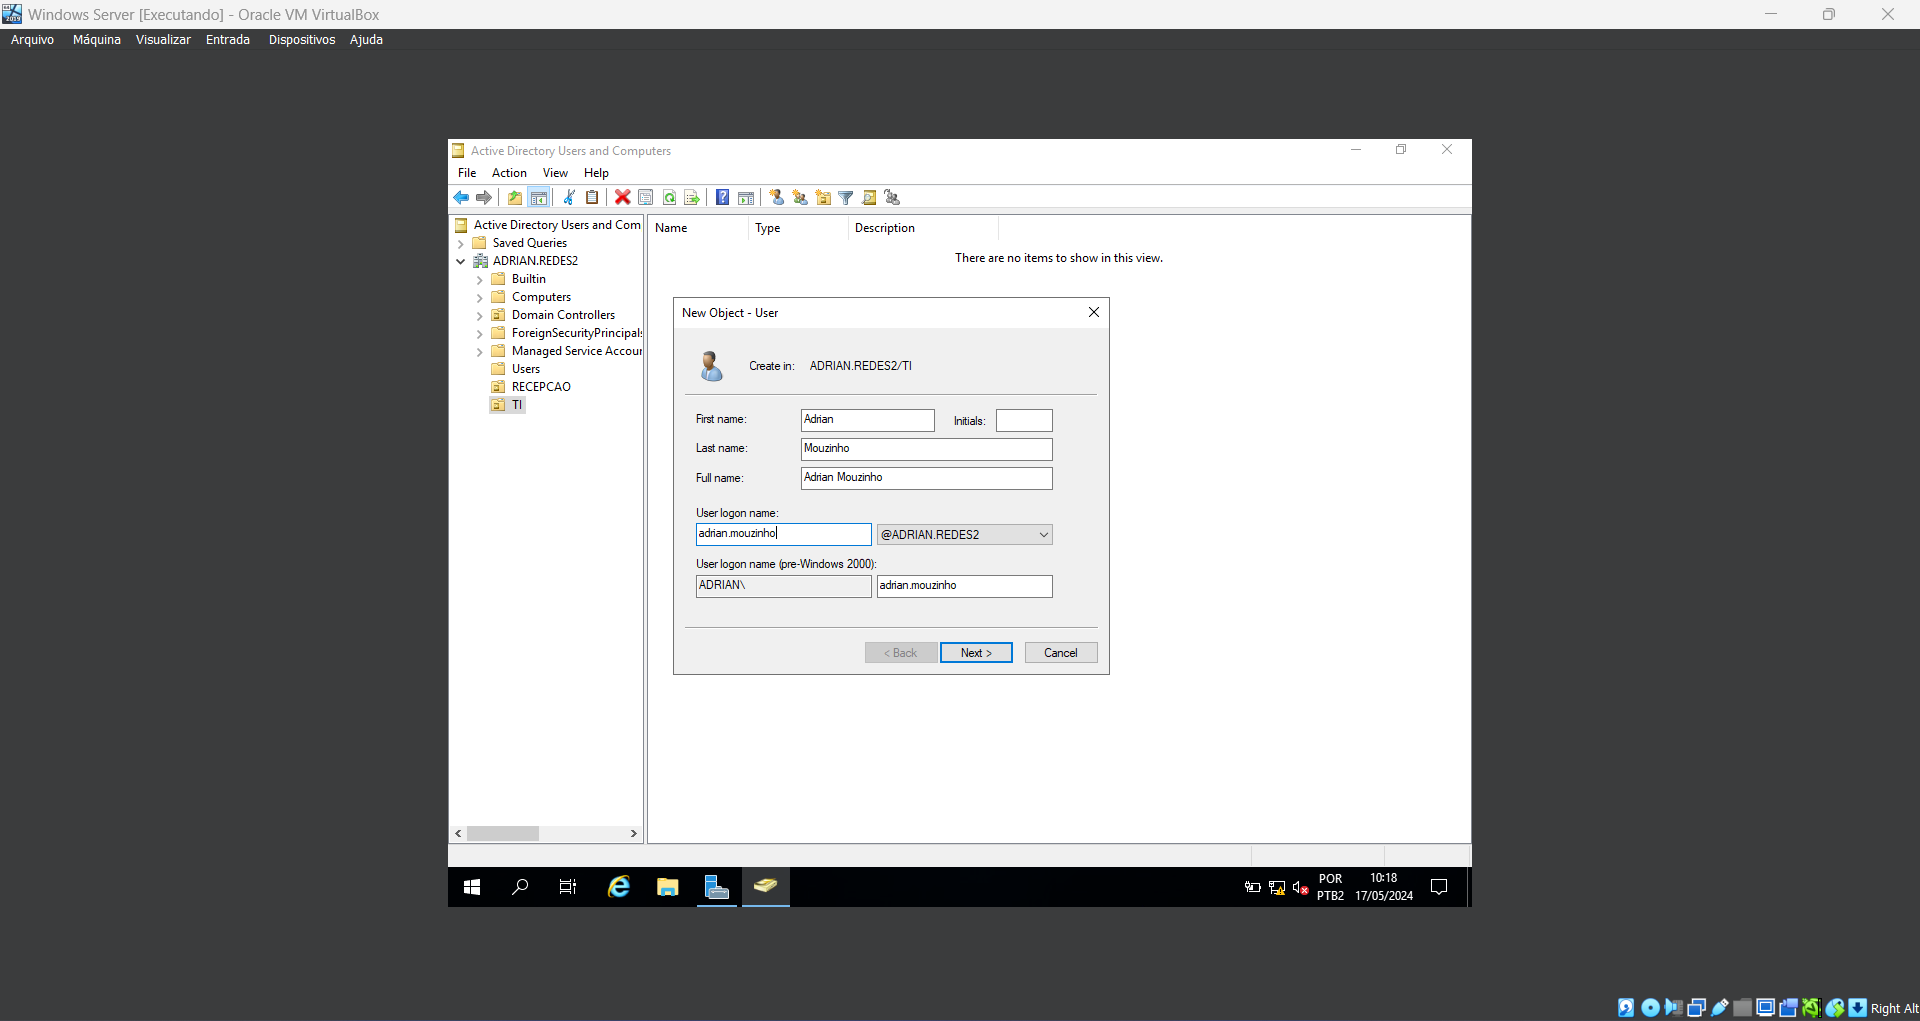 Windows Server [Executando] - Oracle VM VirtualBox
Arquivo Máquina Visualizar Entrada Dispositivos Ajuda
Active Directory Users and Computers
File Action View Help
Active Directory Users and Com
Saved Queries
ADRIAN.REDES2
Builtin
Computers
Domain Controllers
ForeignSecurityPrincipals
Managed Service Accour
Users
RECEPCAO
TI
Name Type Description
There are no items to show in this view.
New Object - User
Create in: ADRIAN.REDES2/TI
First name: Adrian Initials:
Last name: Mouzinho
Full name: Adrian Mouzinho
User logon name:
adrian.mouzinho @ADRIAN.REDES2
User logon name (pre-Windows 2000):
ADRIAN\ adrian.mouzinho
< Back Next > Cancel
POR 10:18
PTB2 17/05/2024
Right Alt